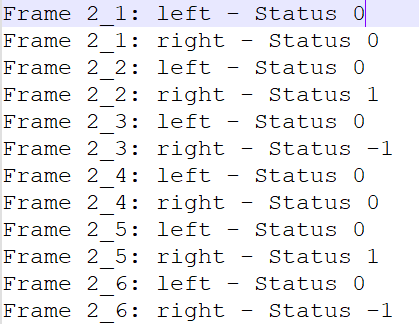 Frame 2_1: left - Status 0
Frame 2_1: right - Status 0
Frame 2_2: left - Status 0
Frame 2_2: right - Status 1
Frame 2_3: left - Status 0
Frame 2_3: right - Status -1
Frame 2_4: left - Status 0
Frame 2_4: right - Status 0
Frame 2_5: left - Status 0
Frame 2_5: right - Status 1
Frame 2_6: left - Status 0
Frame 2_6: right - Status -1